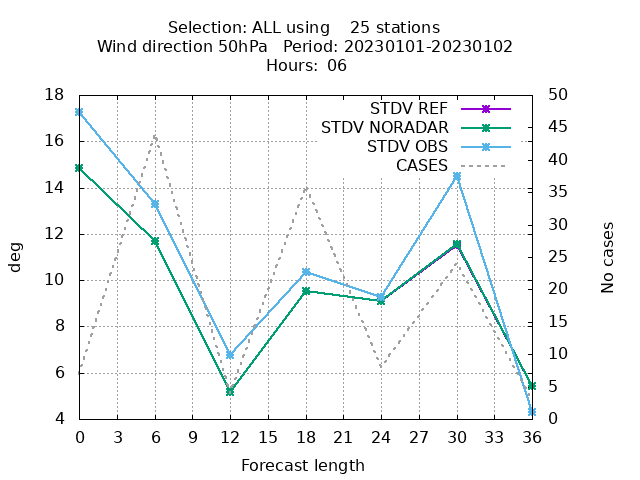 Selection: ALL using    25 stations
Wind direction 50hPa   Period: 20230101-20230102
Hours: 06
18
16
14
12
10
8
6
4
deg
50
45
40
35
30
25
20
15
10
5
0
No cases
STDV REF
STDV NORADAR
STDV OBS
CASES
0 3 6 9 12 15 18 21 24 27 30 33 36
Forecast length